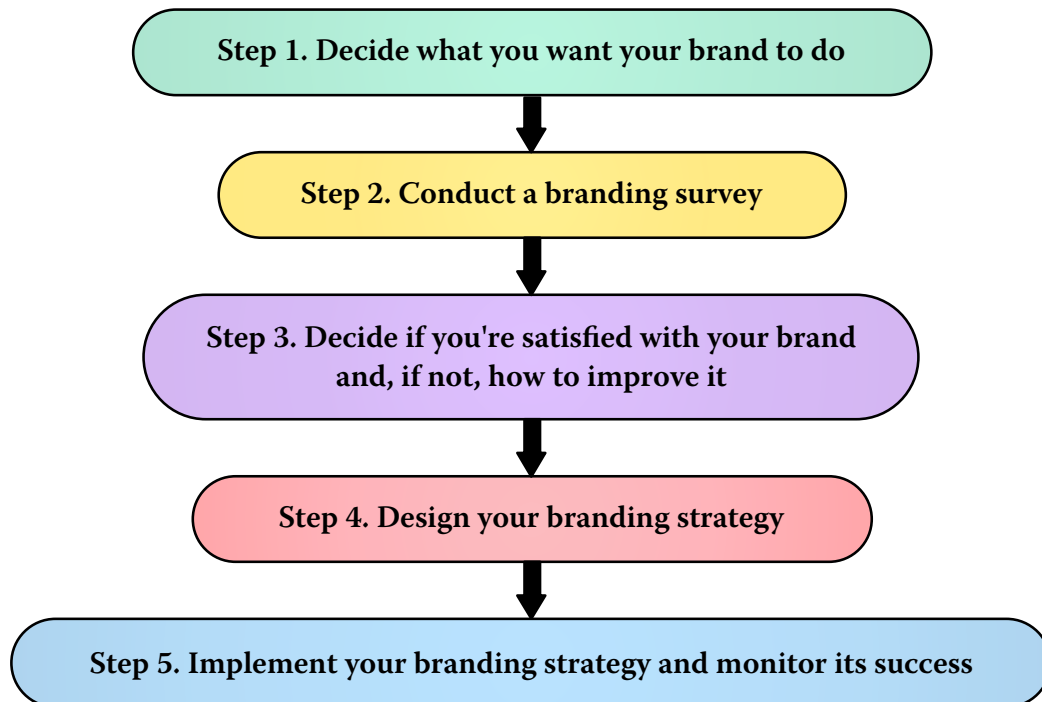 Step 1. Decide what you want your brand to do
Step 2. Conduct a branding survey
Step 3. Decide if you're satisfied with your brand
and, if not, how to improve it
Step 4. Design your branding strategy
Step 5. Implement your branding strategy and monitor its success